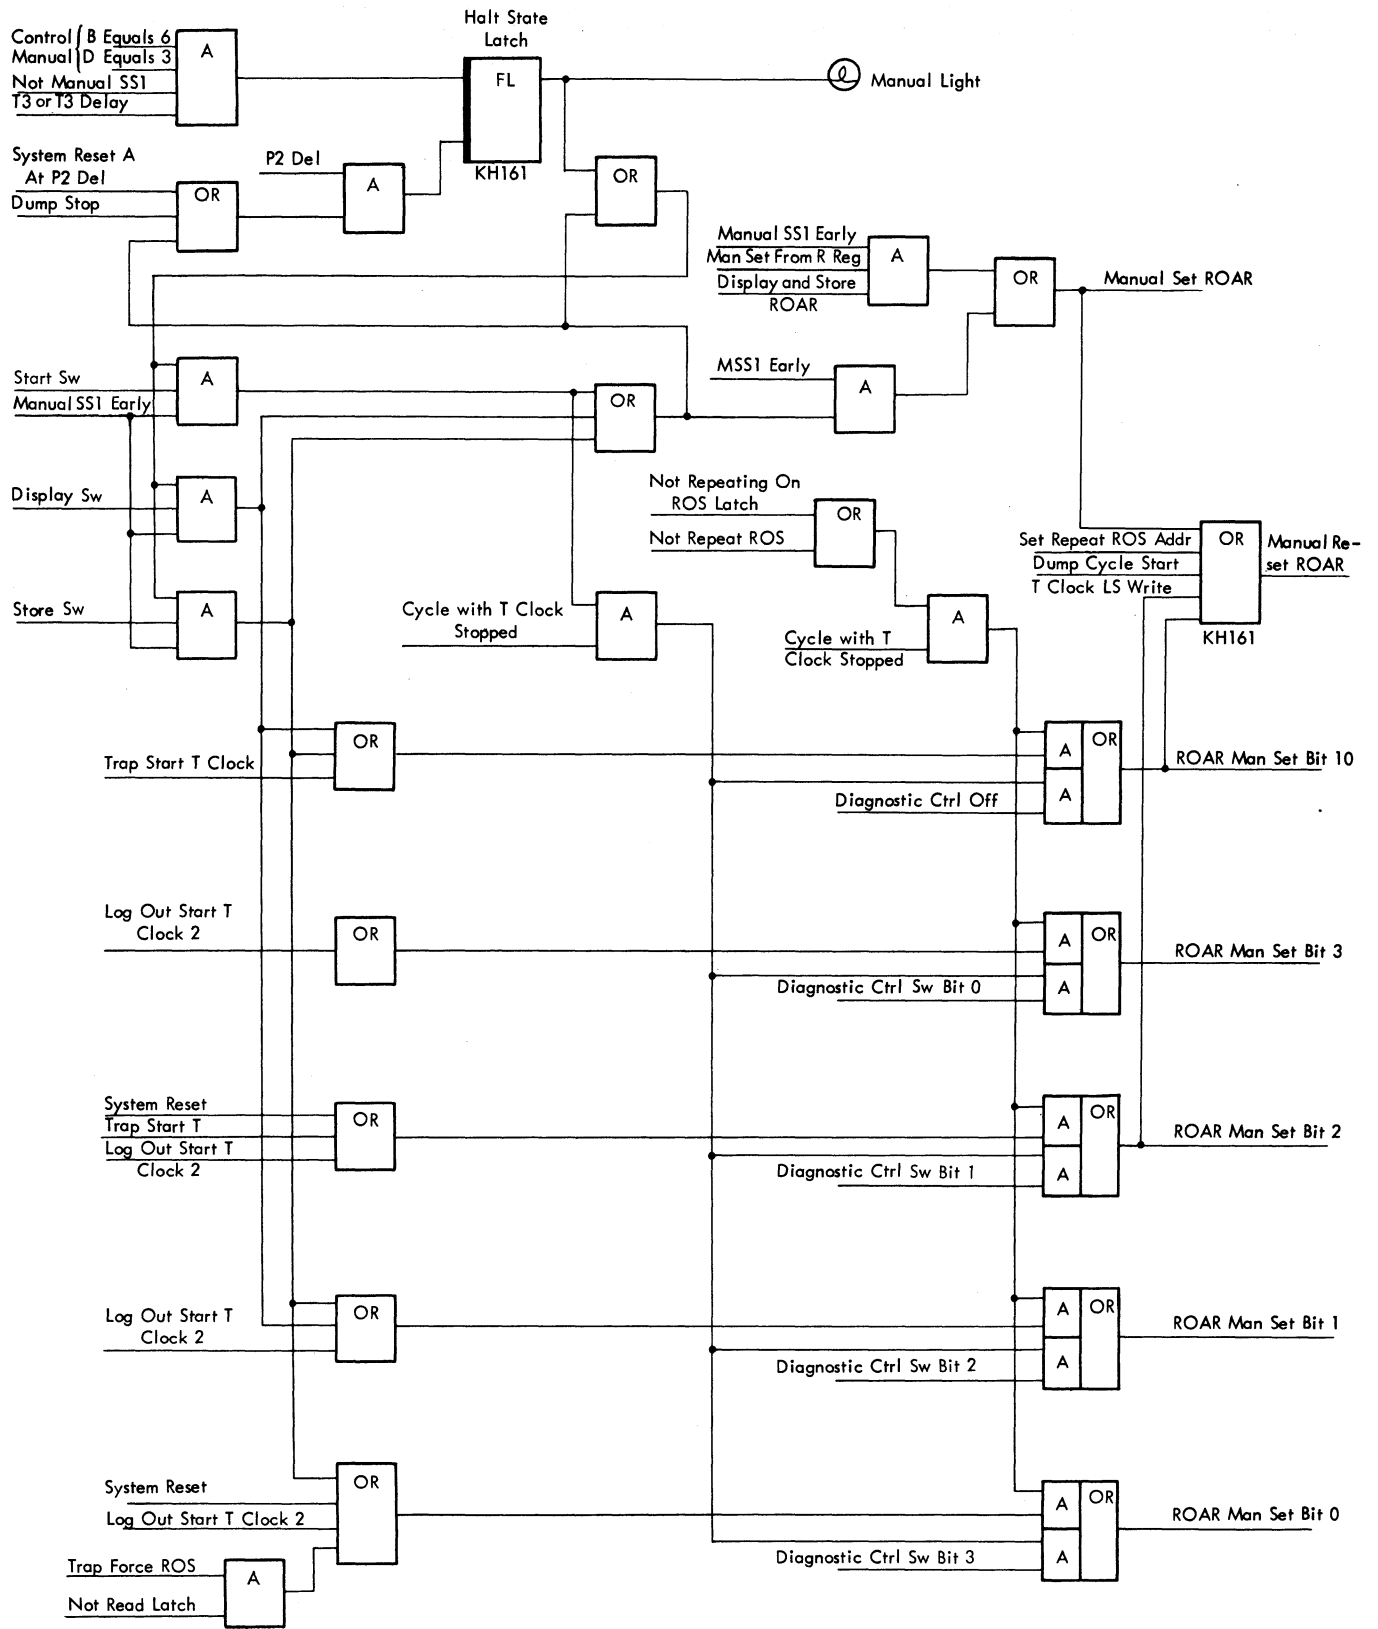 Halt State
Latch
Control { B Equals 6
Manual { D Equals 3
Not Manual SS1
T3 or T3 Delay
A
FL
KH161
Manual Light
System Reset A
At P2 Del
Dump Stop
OR
P2 Del
A
OR
Manual SS1 Early
Man Set From R Reg
Display and Store
ROAR
A
OR
Manual Set ROAR
Start Sw
Manual SS1 Early
A
OR
MSS1 Early
A
Display Sw
A
Not Repeating On
ROS Latch
Not Repeat ROS
OR
Set Repeat ROS Addr
Dump Cycle Start
T Clock LS Write
OR
KH161
Manual Re-
set ROAR
Store Sw
A
Cycle with T Clock
Stopped
A
Cycle with T
Clock Stopped
A
Trap Start T Clock
OR
Diagnostic Ctrl Off
A
A
OR
ROAR Man Set Bit 10
Log Out Start T
Clock 2
OR
Diagnostic Ctrl Sw Bit 0
A
A
OR
ROAR Man Set Bit 3
System Reset
Trap Start T
Log Out Start T
Clock 2
OR
Diagnostic Ctrl Sw Bit 1
A
A
OR
ROAR Man Set Bit 2
Log Out Start T
Clock 2
OR
Diagnostic Ctrl Sw Bit 2
A
A
OR
ROAR Man Set Bit 1
System Reset
Log Out Start T Clock 2
OR
Trap Force ROS
Not Read Latch
A
Diagnostic Ctrl Sw Bit 3
A
A
OR
ROAR Man Set Bit 0